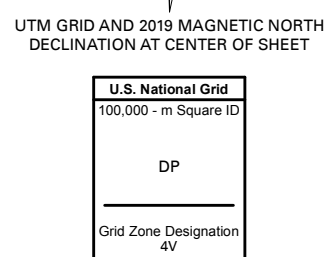 UTM GRID AND 2019 MAGNETIC NORTH
DECLINATION AT CENTER OF SHEET
U.S. National Grid
100,000 - m Square ID
DP
Grid Zone Designation
4V